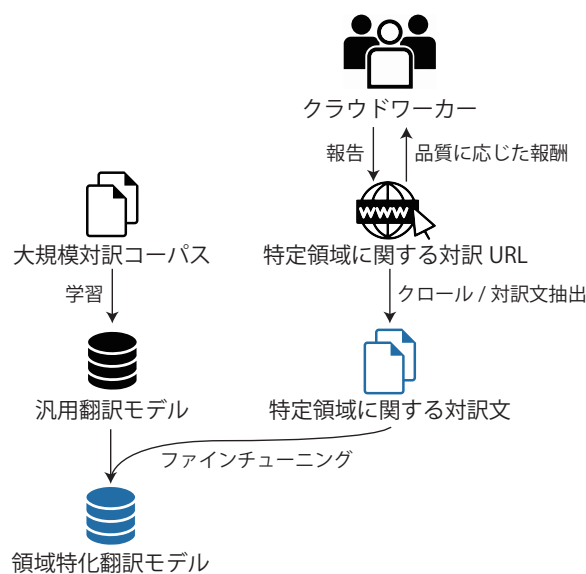 クラウドワーカー
報告
品質に応じた報酬
www
大規模対訳コーパス
特定領域に関する対訳 URL
学習
クロール / 対訳文抽出
汎用翻訳モデル
特定領域に関する対訳文
ファインチューニング
領域特化翻訳モデル